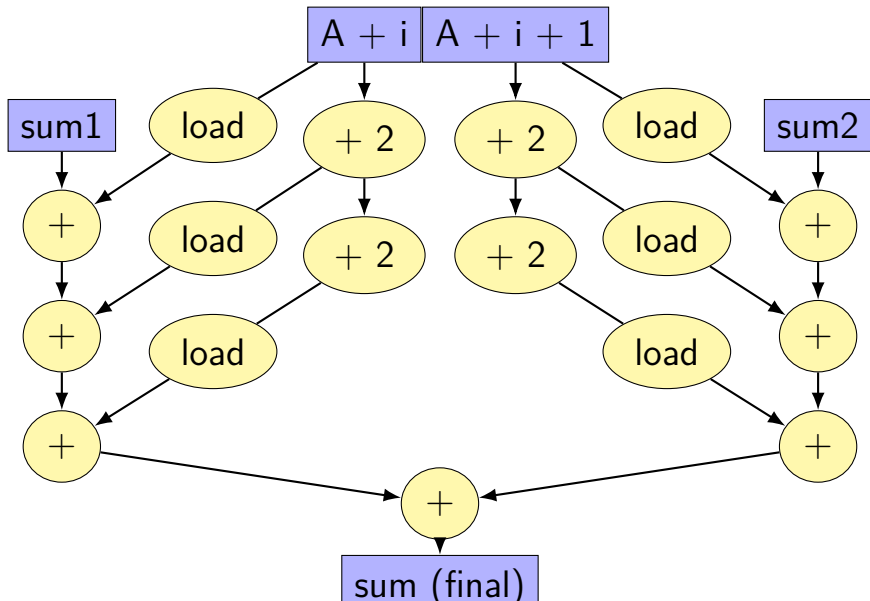 A + i
A + i + 1
sum1
load
+ 2
+ 2
load
sum2
+
load
+ 2
+ 2
load
+
+
load
load
+
+
+
+
sum (final)